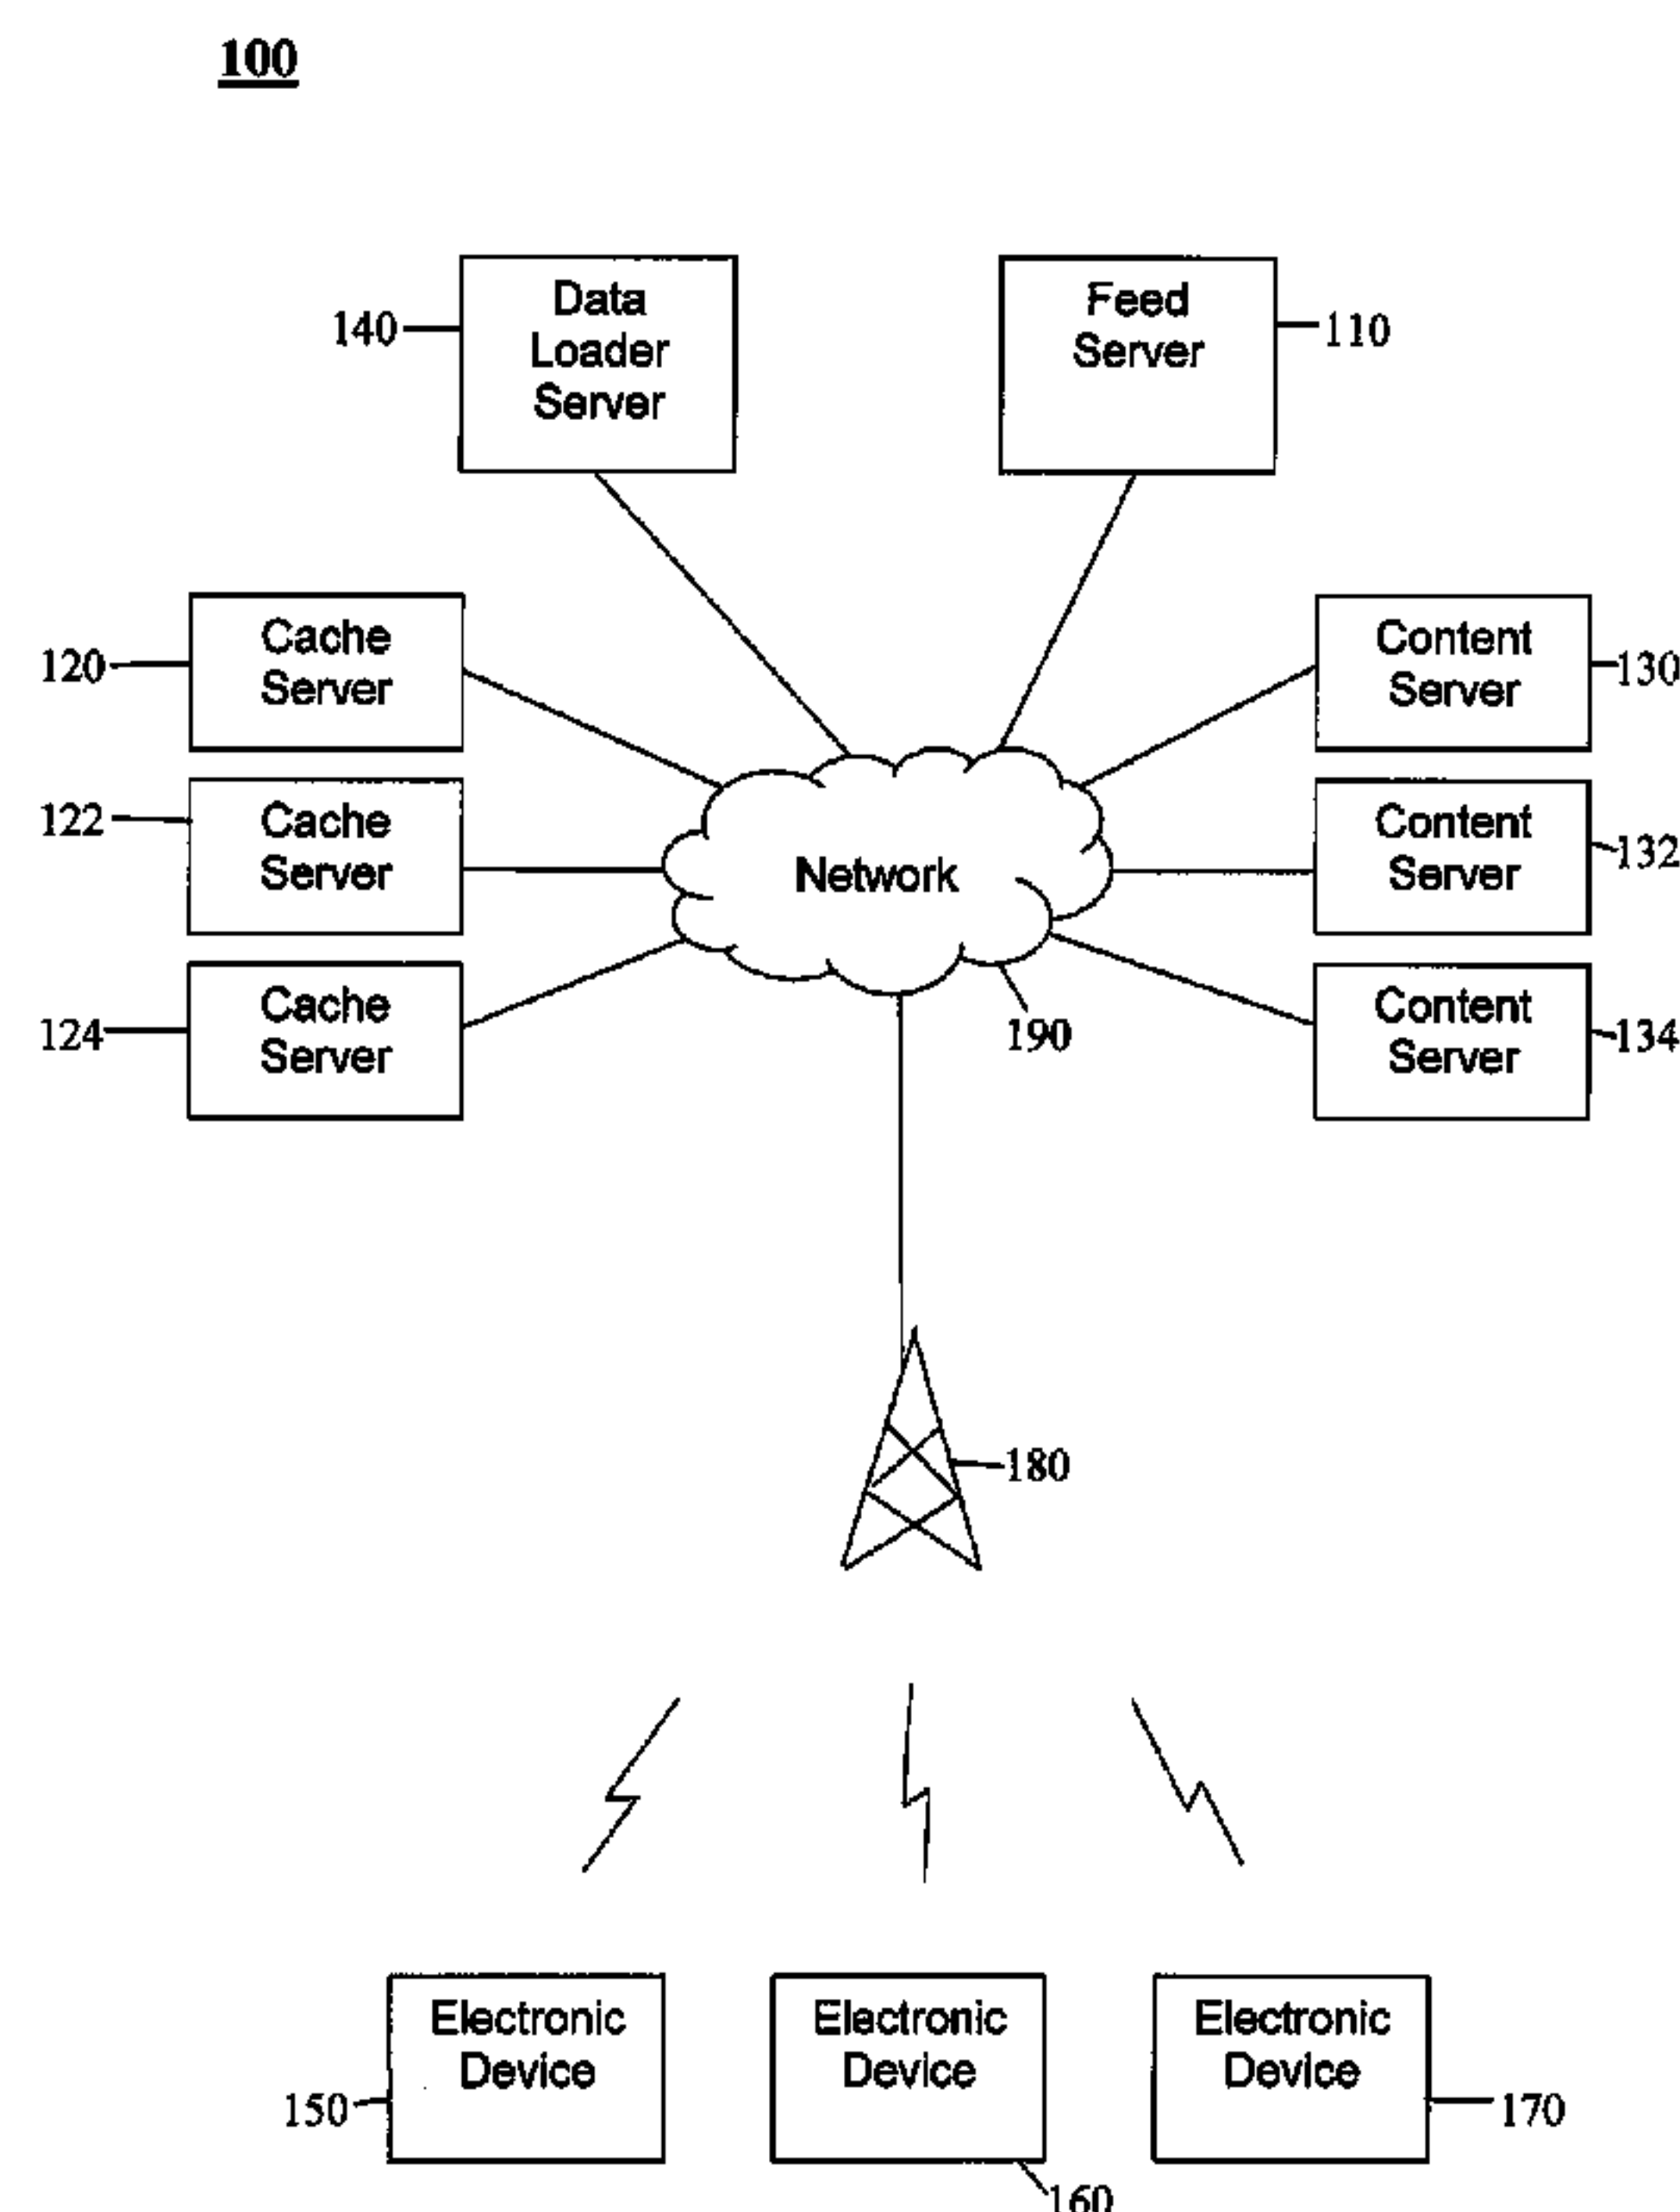 100
Data
Loader
Server
140
Feed
Server
110
Cache
Server
120
Content
Server
130
Cache
Server
122
Network
Content
Server
132
Cache
Server
124
190
Content
Server
134
180
Electronic
Device
150
Electronic
Device
160
Electronic
Device
170